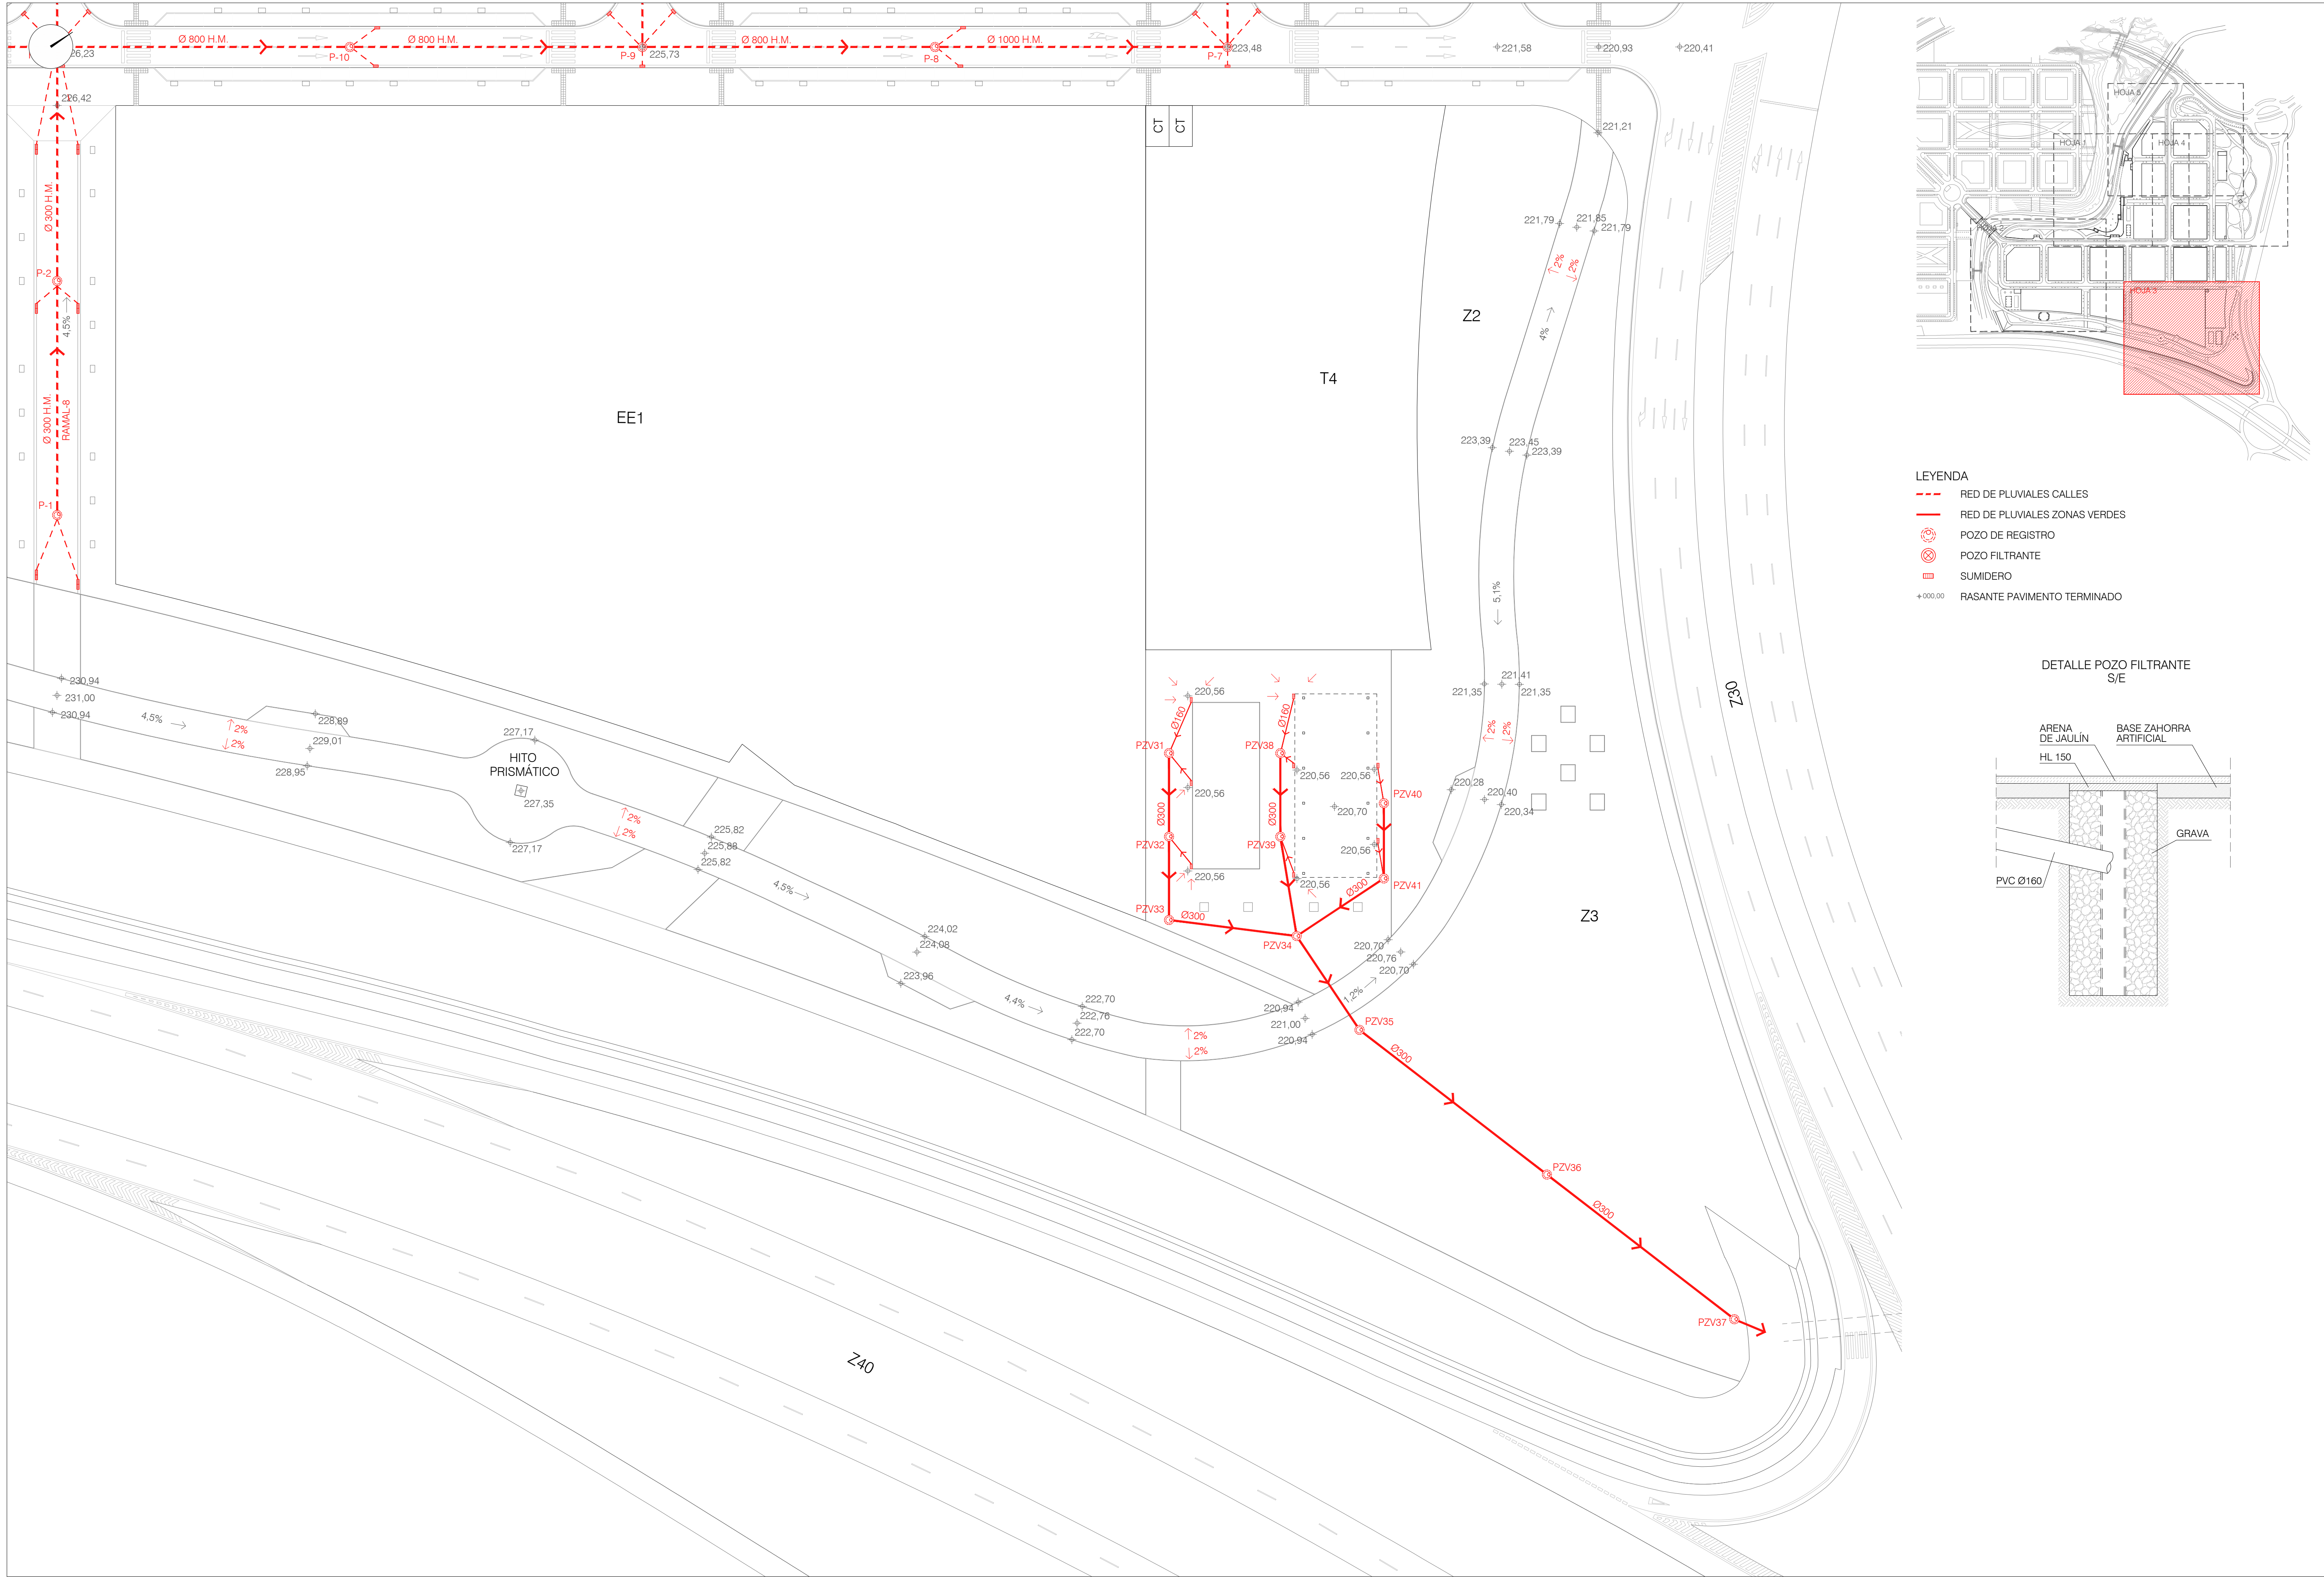 Ø 800 H.M.
Ø 800 H.M.
Ø 800 H.M.
Ø 1000 H.M.
26,23
P-10
P-9
225,73
P-8
P-7
223,48
221,58
220,93
220,41
226,42
CT
CT
221,21
Ø 300 H.M.
P-2
4,5%
Ø 300 H.M.
RAMAL-8
P-1
EE1
T4
Z2
221,79
221,85
221,79
2%
2%
4%
223,39
223,45
223,39
5,1%
221,41
221,35
221,35
2%
2%
220,28
220,40
220,34
Z30
230,94
231,00
230,94
4,5%
2%
2%
228,89
229,01
228,95
227,17
HITO
PRISMÁTICO
227,35
227,17
2%
2%
225,82
225,88
225,82
4,5%
224,02
224,08
223,96
4,4%
222,70
222,76
222,70
2%
2%
220,94
221,00
220,94
1,2%
220,70
220,76
220,70
220,56
Ø160
PZV31
220,56
Ø300
PZV32
220,56
PZV33
Ø300
Ø160
PZV38
220,56
220,56
PZV40
220,70
Ø300
PZV39
220,56
220,56
PZV41
Ø300
PZV34
PZV35
Ø300
PZV36
Ø300
PZV37
Z3
Z40
HOJA 5
HOJA 1
HOJA 4
HOJA 2
HOJA 3
LEYENDA
RED DE PLUVIALES CALLES
RED DE PLUVIALES ZONAS VERDES
POZO DE REGISTRO
POZO FILTRANTE
SUMIDERO
000,00 RASANTE PAVIMENTO TERMINADO
DETALLE POZO FILTRANTE
S/E
ARENA
DE JAULÍN
BASE ZAHORRA
ARTIFICIAL
HL 150
GRAVA
PVC Ø160